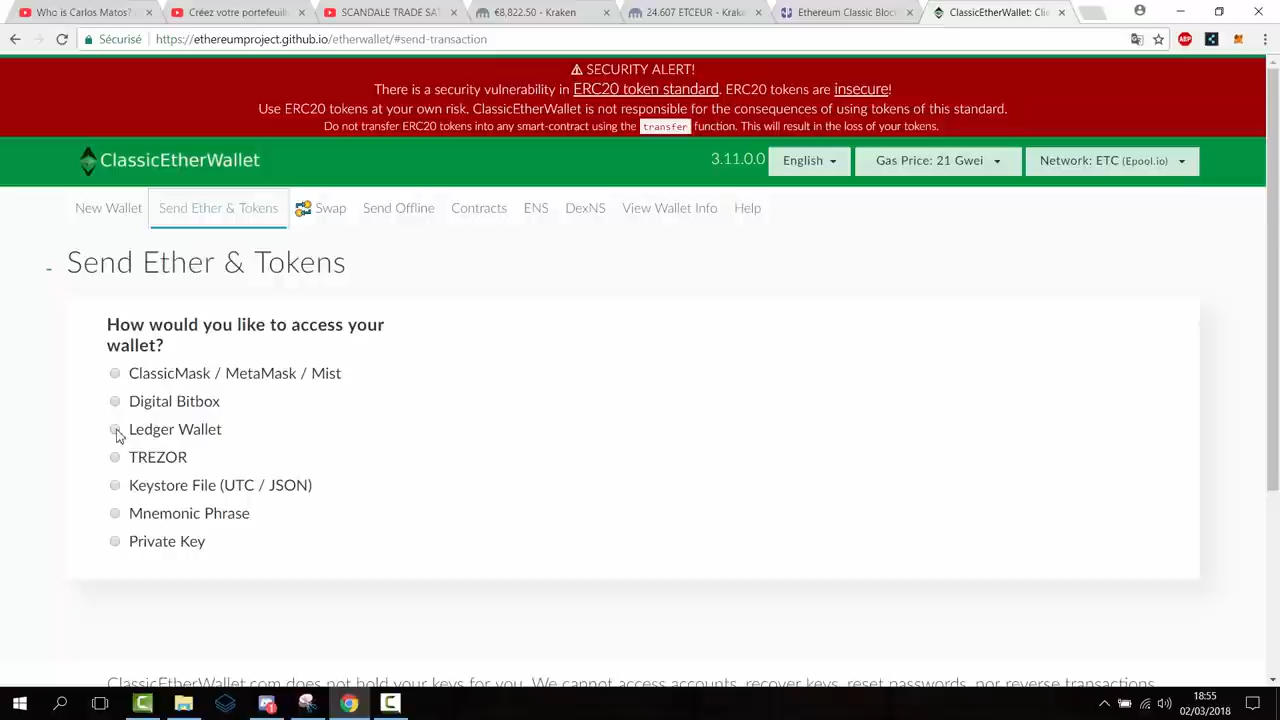 Who is Carlos Matos?
Créez votre portefeuil
SCANDALE TRADE SAT
€8,822.50 - Kraken
24.607 ETCEUR - Krake
Ethereum Classic Block
ClassicEtherWallet: Clie
Sécurisé
https://ethereumproject.github.io/etherwallet/#send-transaction
ABP
SECURITY ALERT!
There is a security vulnerability in ERC20 token standard. ERC20 tokens are insecure!
Use ERC20 tokens at your own risk. ClassicEtherWallet is not responsible for the consequences of using tokens of this standard.
Do not transfer ERC20 tokens into any smart-contract using the transfer function. This will result in the loss of your tokens.
ClassicEtherWallet
3.11.0.0 English Gas Price: 21 Gwei Network: ETC (Epool.io)
New Wallet Send Ether & Tokens Swap Send Offline Contracts ENS DexNS View Wallet Info Help
- Send Ether & Tokens
How would you like to access your
wallet?
ClassicMask / MetaMask / Mist
Digital Bitbox
Ledger Wallet
TREZOR
Keystore File (UTC / JSON)
Mnemonic Phrase
Private Key
ClassicEtherWallet.com does not hold your keys for you. We cannot access accounts, recover keys, reset passwords, nor reverse transactions.
18:55
02/03/2018